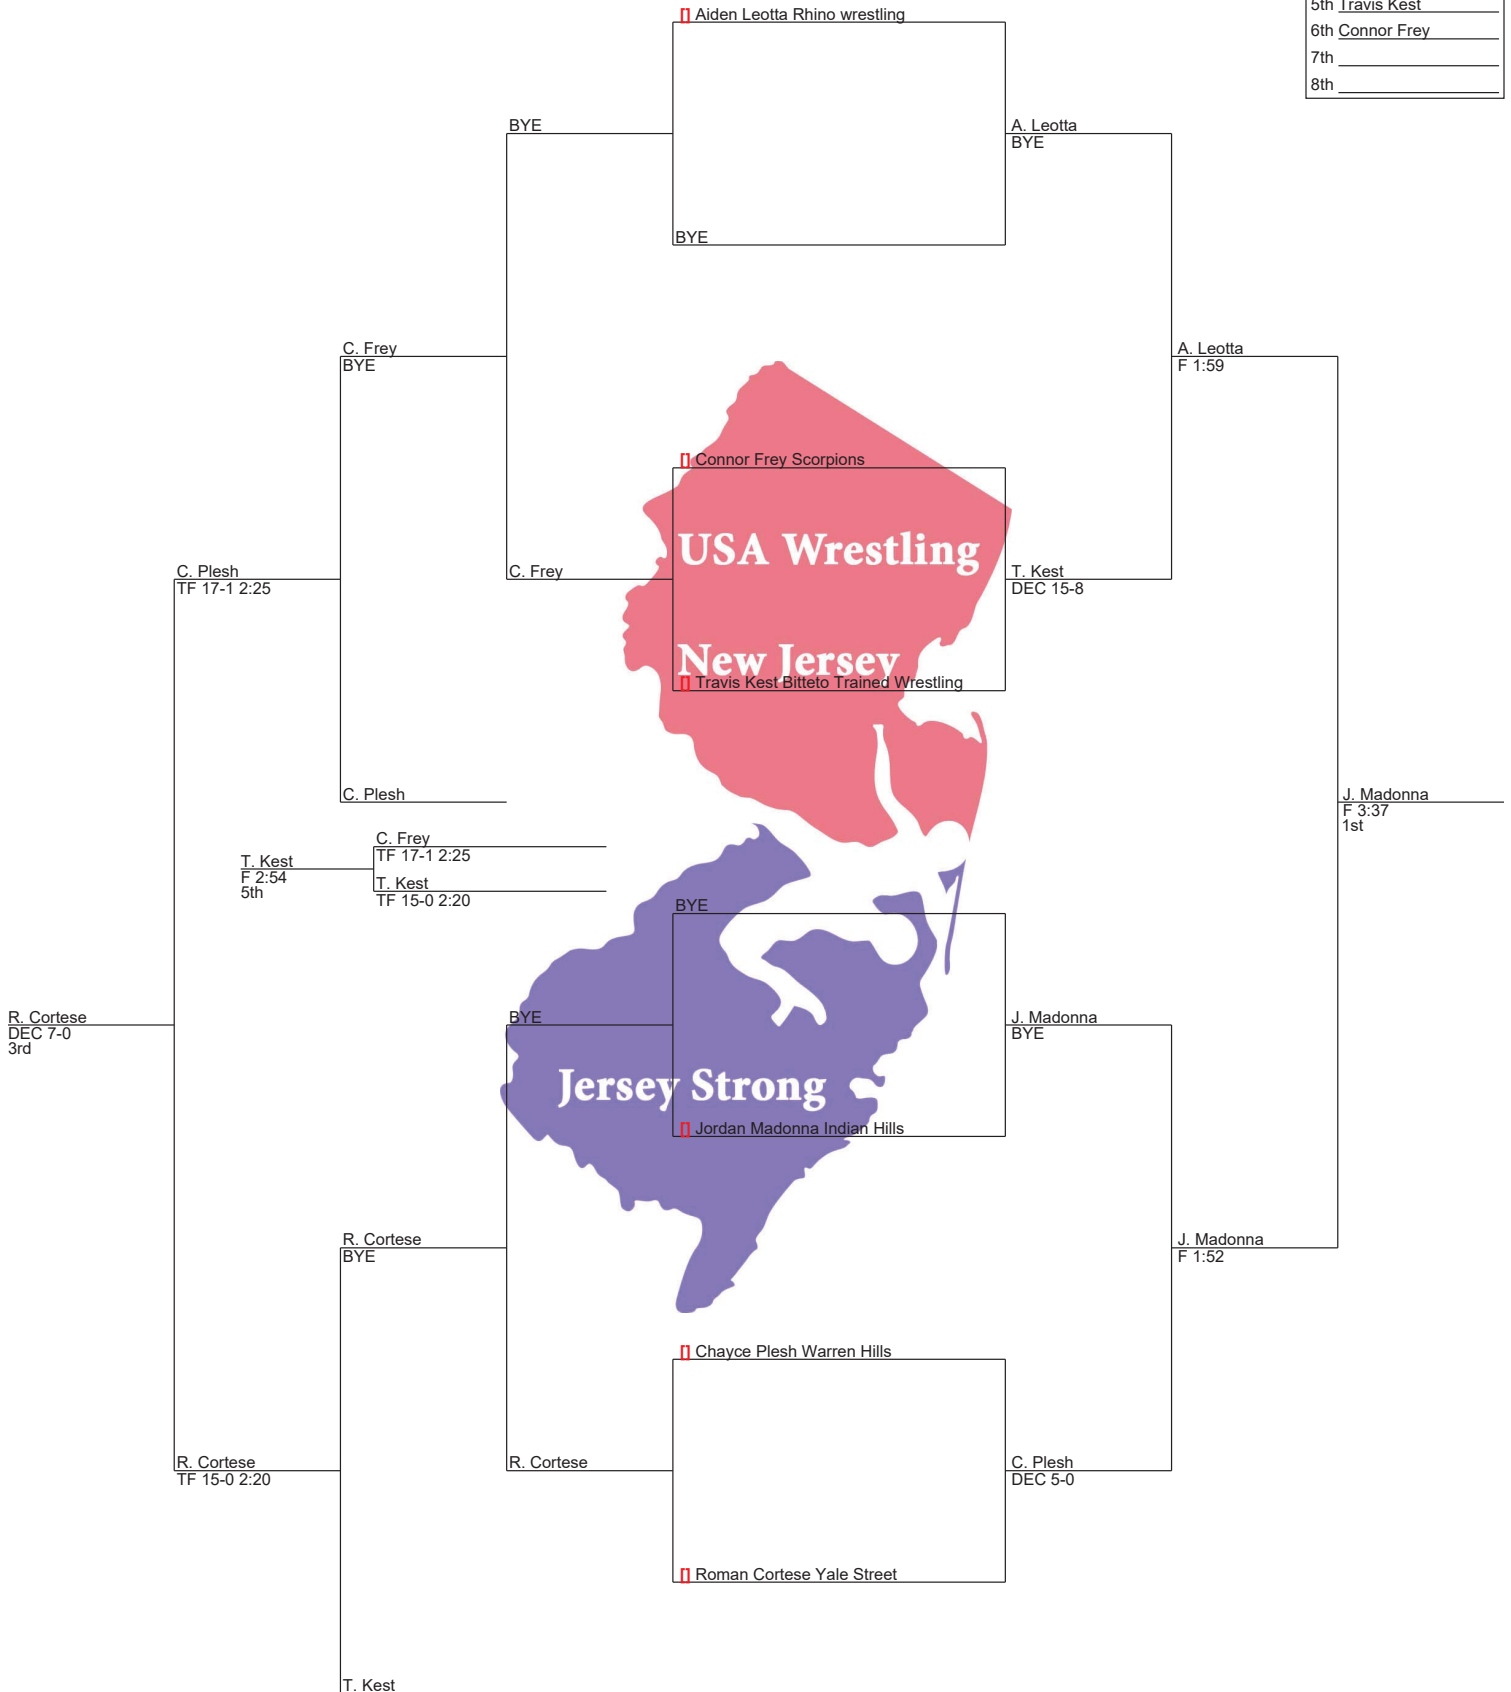 5th Travis Kest
6th Connor Frey
7th
8th
[] Aiden Leotta Rhino wrestling
BYE
A. Leotta
BYE
BYE
C. Frey
BYE
A. Leotta
F 1:59
[] Connor Frey Scorpions
USA Wrestling
C. Plesh
TF 17-1 2:25
C. Frey
T. Kest
DEC 15-8
New Jersey
[] Travis Kest Bitteto Trained Wrestling
C. Plesh
J. Madonna
F 3:37
1st
C. Frey
TF 17-1 2:25
T. Kest
F 2:54
5th
T. Kest
TF 15-0 2:20
BYE
R. Cortese
DEC 7-0
3rd
BYE
J. Madonna
BYE
Jersey Strong
[] Jordan Madonna Indian Hills
R. Cortese
BYE
J. Madonna
F 1:52
[] Chayce Plesh Warren Hills
R. Cortese
TF 15-0 2:20
R. Cortese
C. Plesh
DEC 5-0
[] Roman Cortese Yale Street
T. Kest